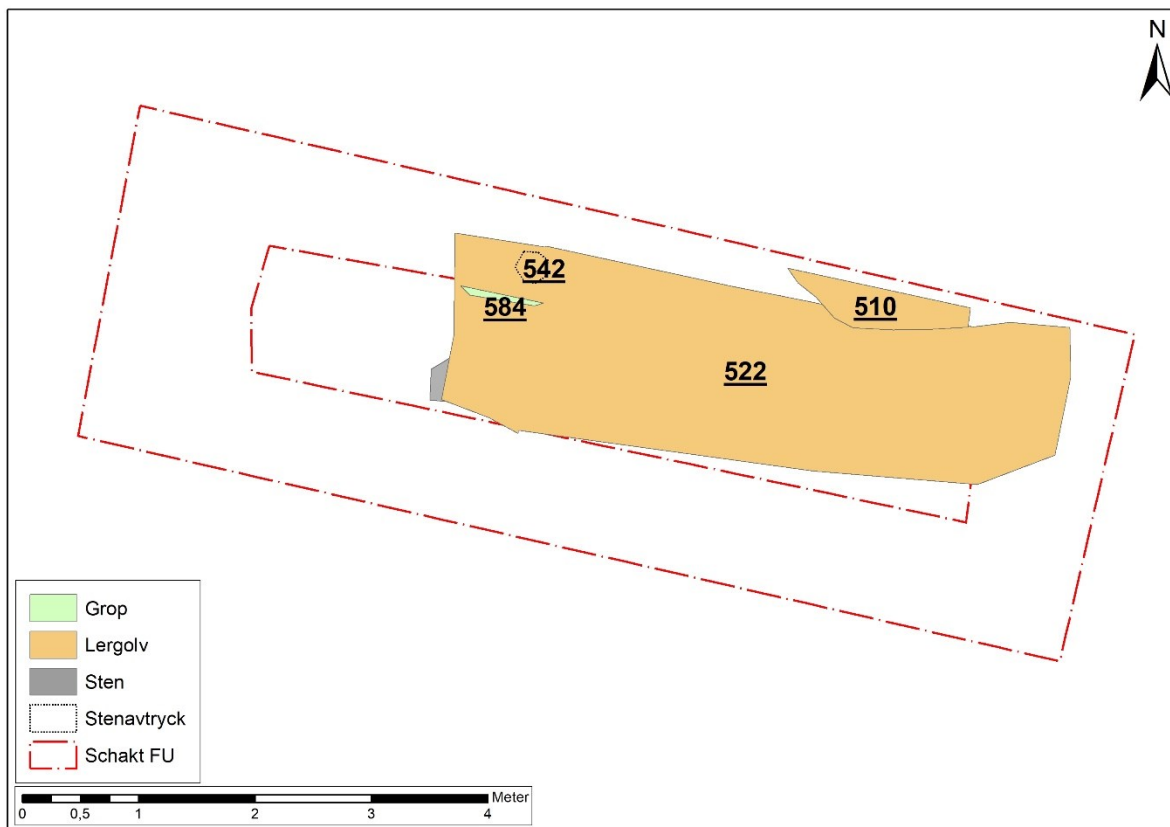 N
542
584
510
522
Grop
Lergolv
Sten
Stenavtryck
Schakt FU
Meter
0 0,5 1 2 3 4